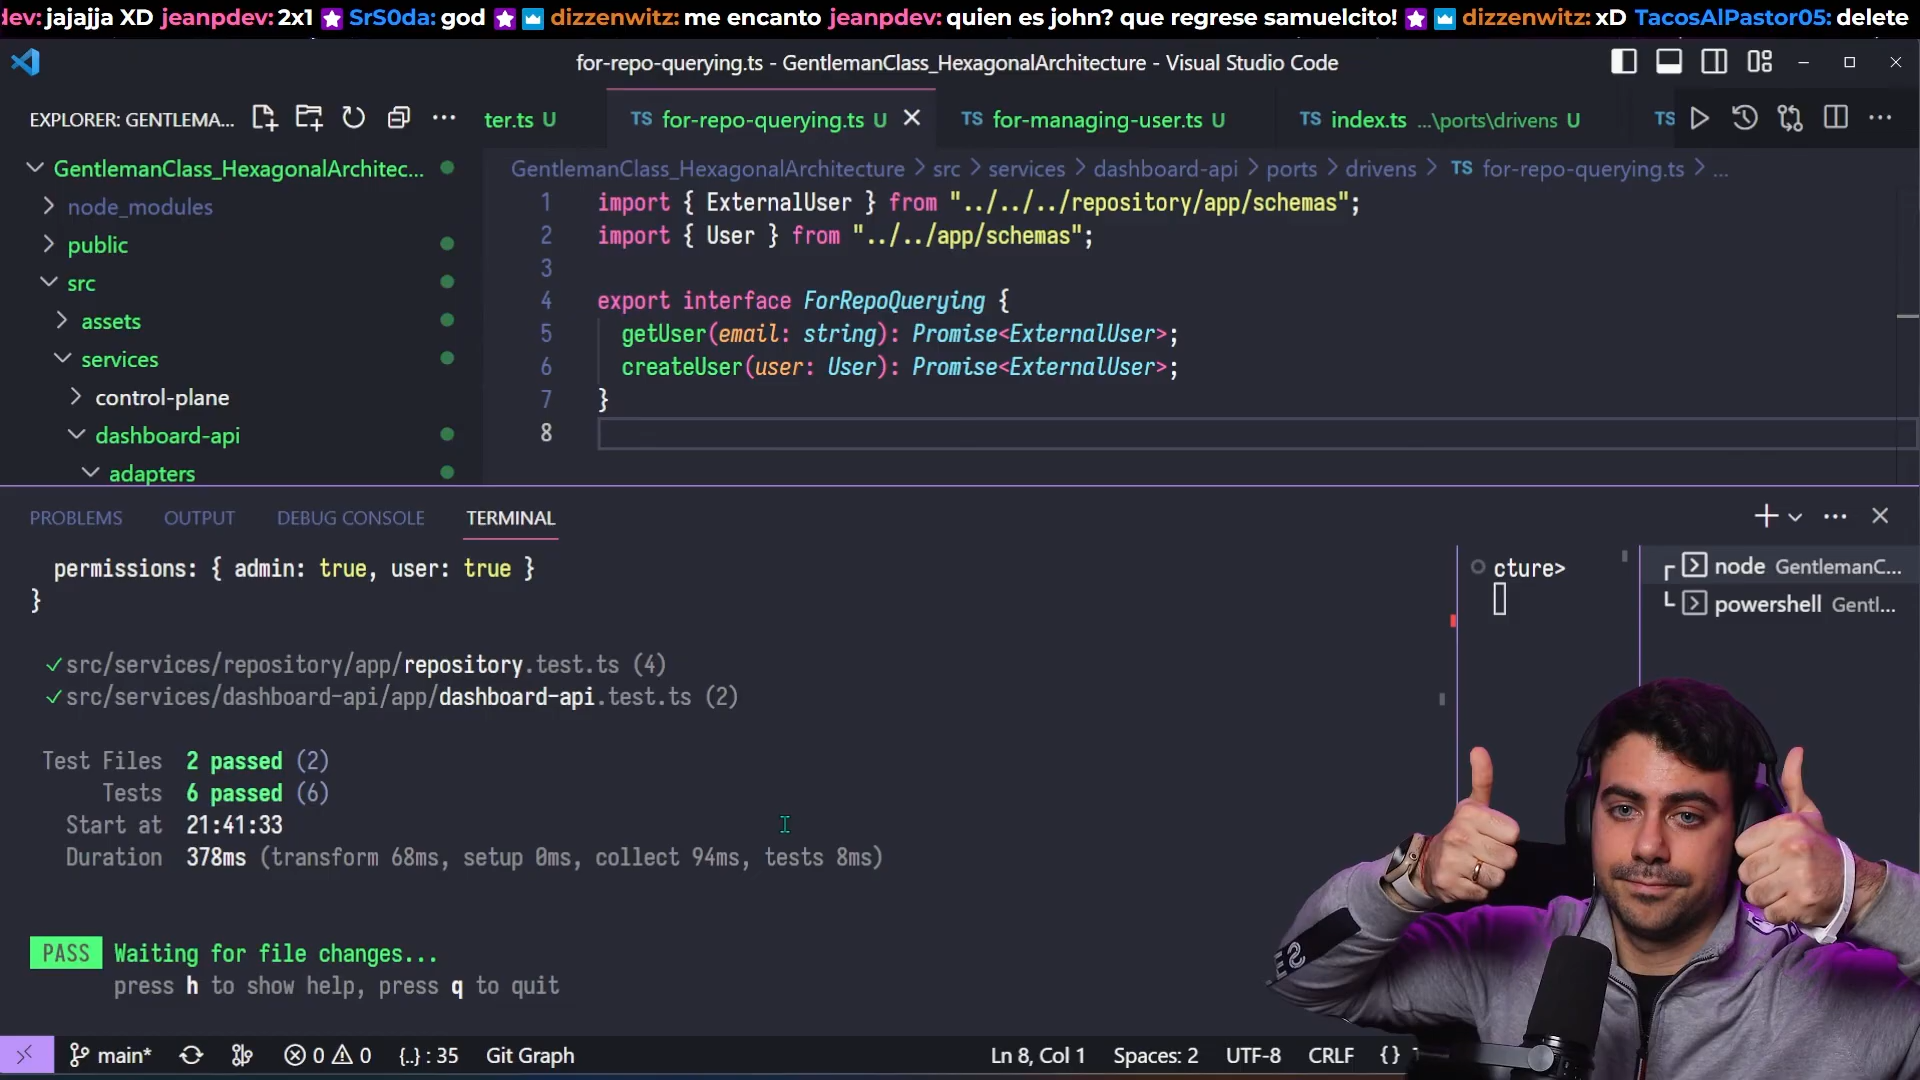 dev: jajajja XD jeanpdev: 2x1 SrS0da: god dizzenwitz: me encanto jeanpdev: quien es john? que regrese samuelcito! dizzenwitz: xD TacosAlPastor05: delete
for-repo-querying.ts - GentlemanClass_HexagonalArchitecture - Visual Studio Code
EXPLORER: GENTLEMA...
ter.ts U
TS for-repo-querying.ts U
TS for-managing-user.ts U
TS index.ts ...\ports\drivens U
TS
GentlemanClass_HexagonalArchitec...
node_modules
public
src
assets
services
control-plane
dashboard-api
adapters
GentlemanClass_HexagonalArchitecture > src > services > dashboard-api > ports > drivens > TS for-repo-querying.ts > ...
1 import { ExternalUser } from "../../../repository/app/schemas";
2 import { User } from "../../app/schemas";
3
4 export interface ForRepoQuerying {
5 getUser(email: string): Promise<ExternalUser>;
6 createUser(user: User): Promise<ExternalUser>;
7 }
8
PROBLEMS OUTPUT DEBUG CONSOLE TERMINAL
permissions: { admin: true, user: true }
}
✓ src/services/repository/app/repository.test.ts (4)
✓ src/services/dashboard-api/app/dashboard-api.test.ts (2)
Test Files 2 passed (2)
Tests 6 passed (6)
Start at 21:41:33
Duration 378ms (transform 68ms, setup 0ms, collect 94ms, tests 8ms)
PASS Waiting for file changes...
press h to show help, press q to quit
cture>
node GentlemanC...
powershell Gentl...
main* 0 0 {..} : 35 Git Graph
Ln 8, Col 1 Spaces: 2 UTF-8 CRLF {}